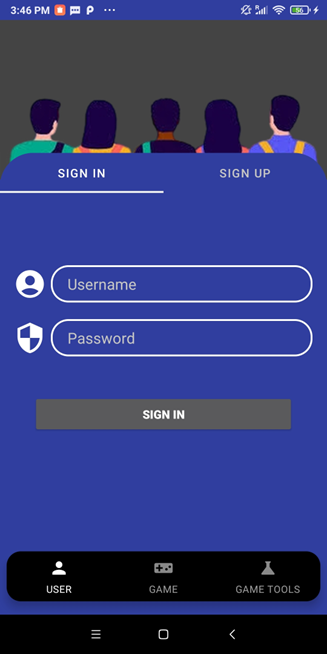 3:46 PM
56
SIGN IN SIGN UP
Username
Password
SIGN IN
USER GAME GAME TOOLS